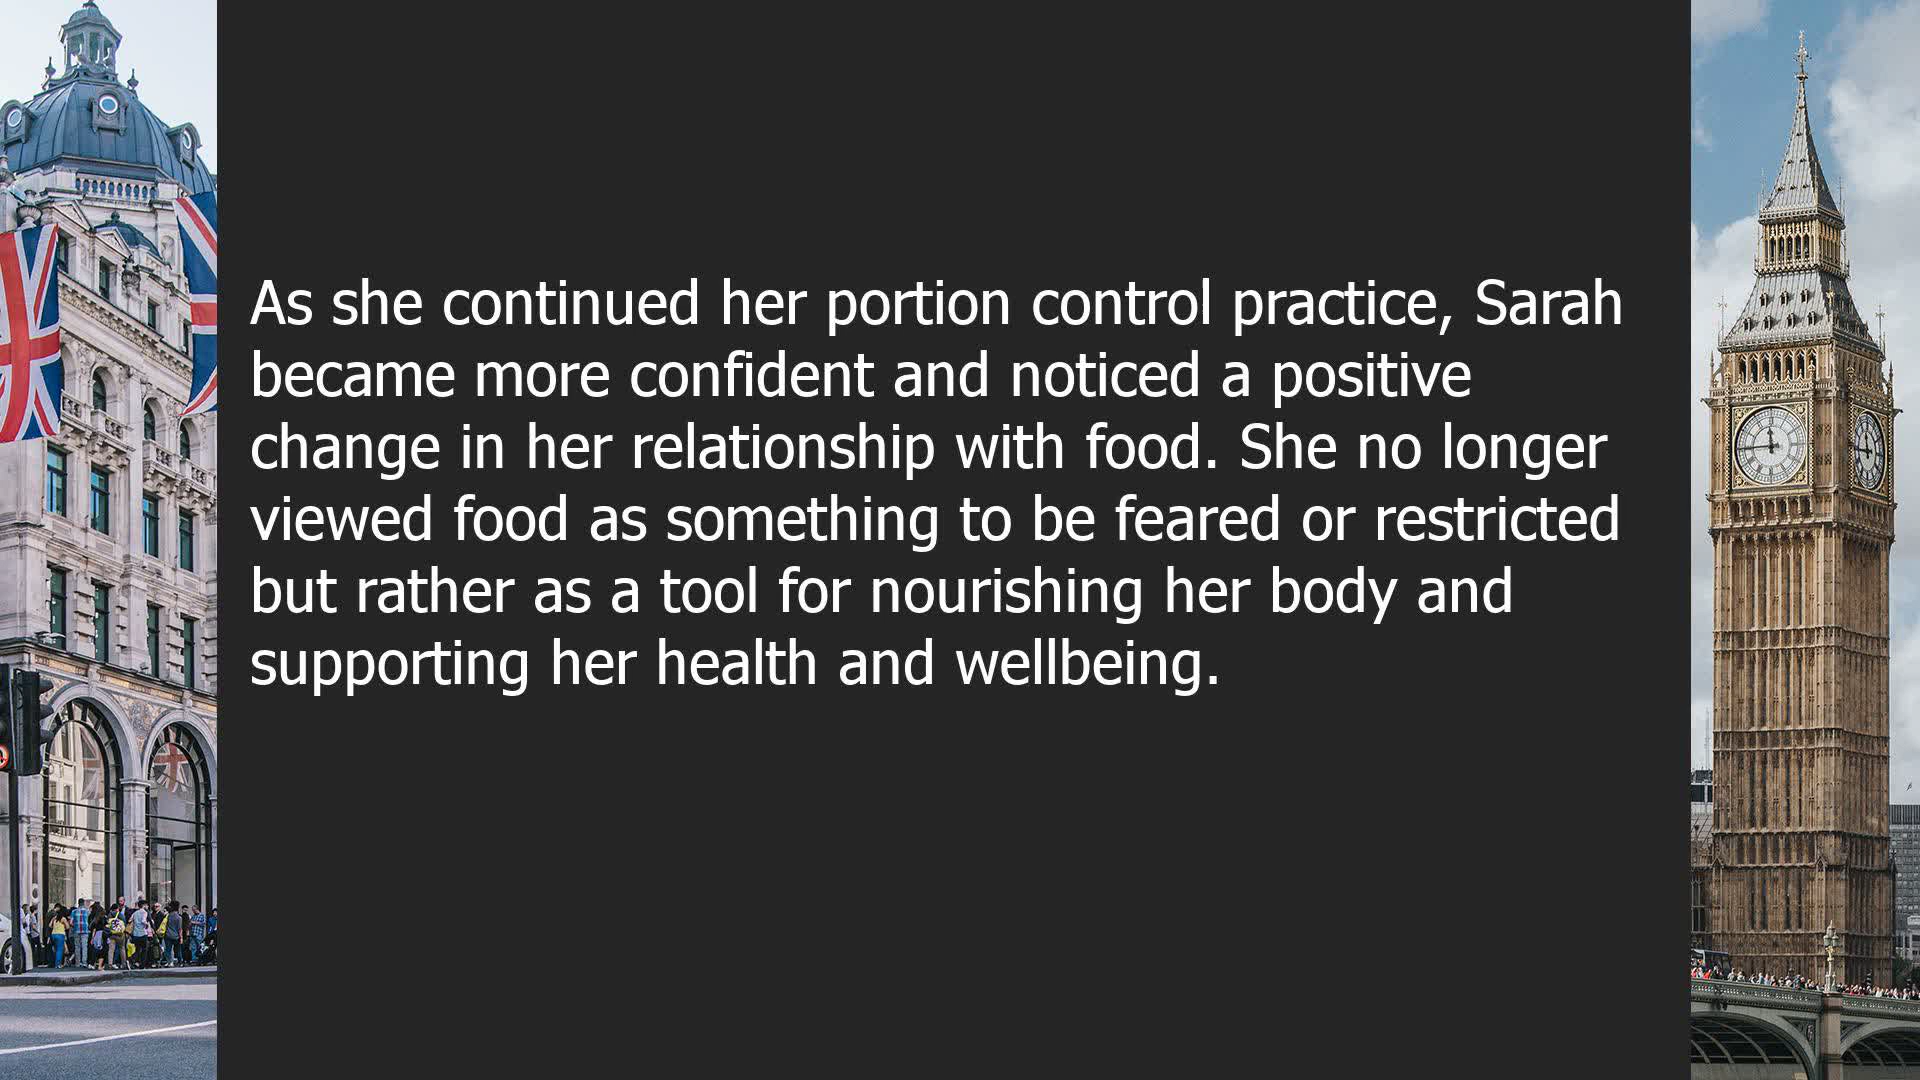 As she continued her portion control practice, Sarah
became more confident and noticed a positive
change in her relationship with food. She no longer
viewed food as something to be feared or restricted
but rather as a tool for nourishing her body and
supporting her health and wellbeing.